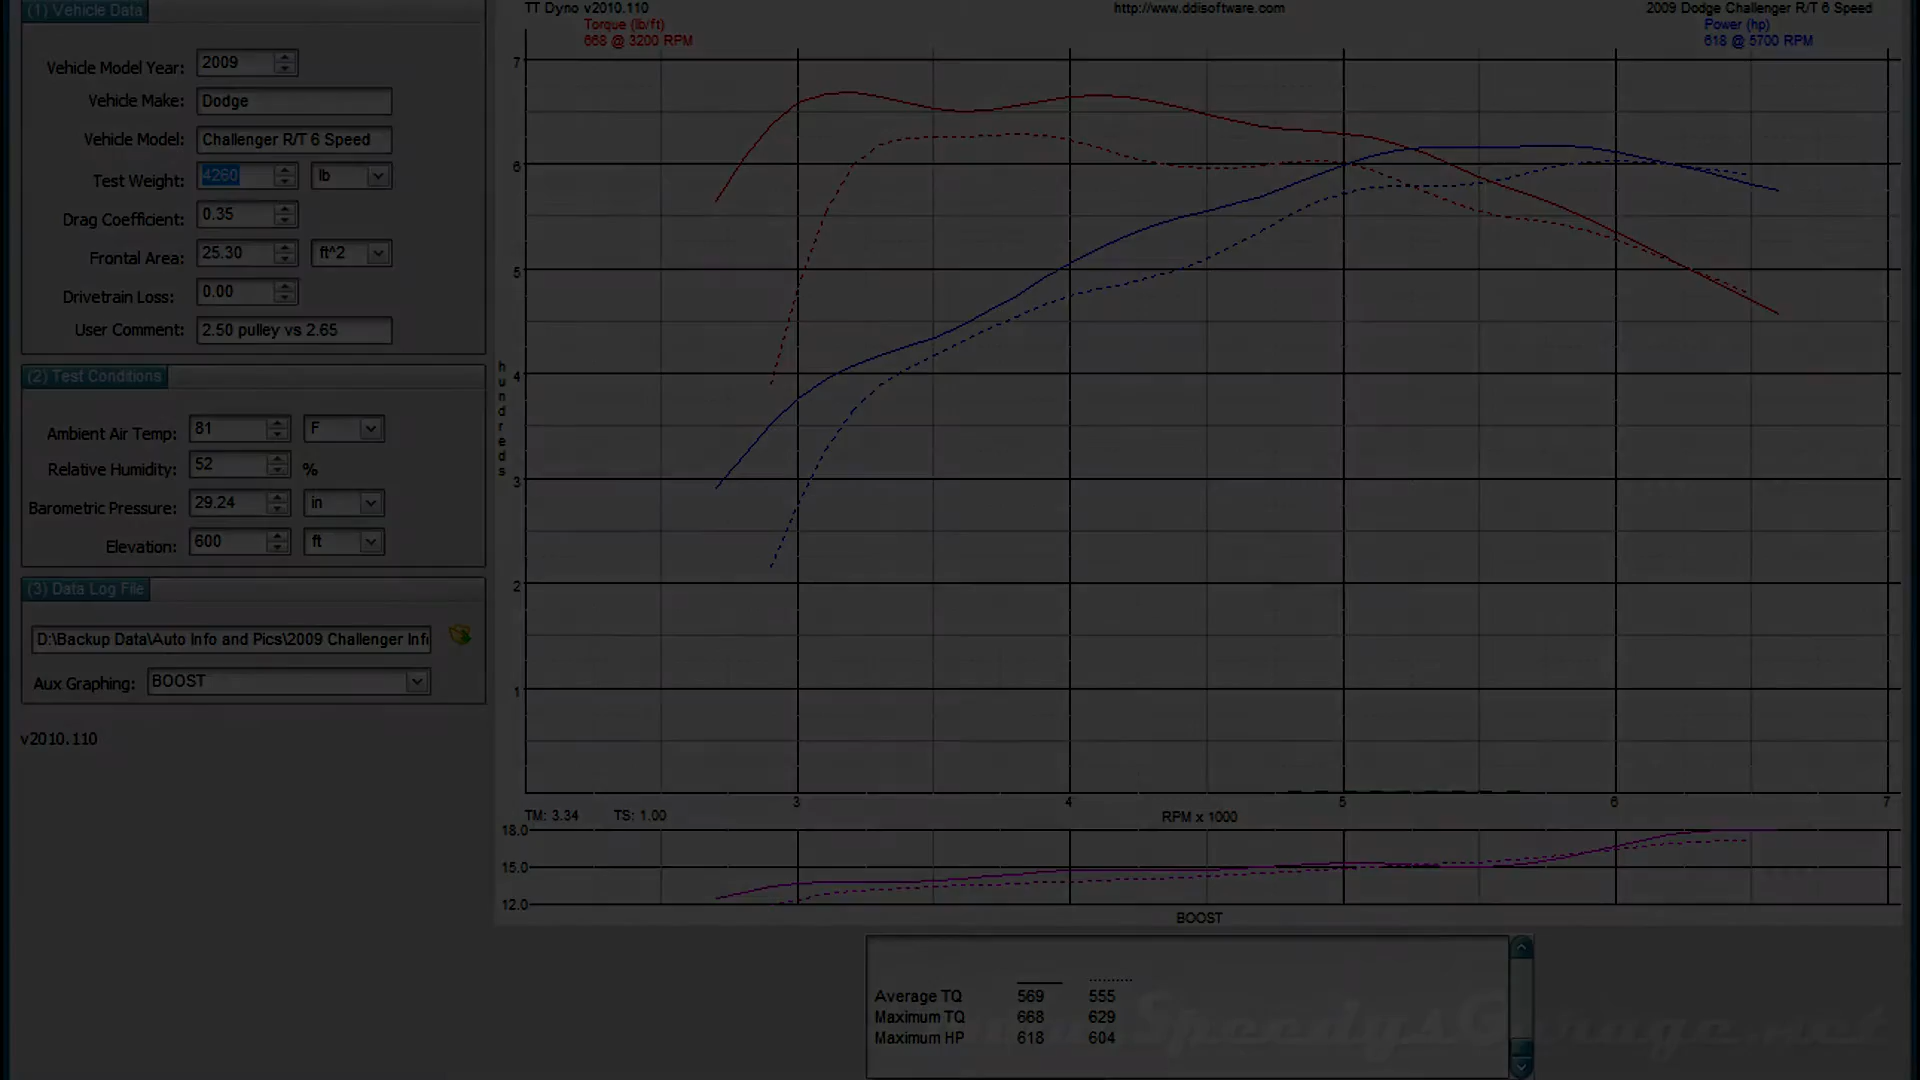 (1) Vehicle Data
Vehicle Model Year: 2009
Vehicle Make: Dodge
Vehicle Model: Challenger R/T 6 Speed
Test Weight: 4260 lb
Drag Coefficient: 0.35
Frontal Area: 25.30 ft^2
Drivetrain Loss: 0.00
User Comment: 2.50 pulley vs 2.65
(2) Test Conditions
Ambient Air Temp: 81 F
Relative Humidity: 52 %
Barometric Pressure: 29.24 in
Elevation: 600 ft
(3) Data Log File
D:\Backup Data\Auto Info and Pics\2009 Challenger Inf
Aux Graphing: BOOST
v2010.110
TT Dyno v2010.110 http://www.ddisoftware.com 2009 Dodge Challenger R/T 6 Speed
Torque (lb/ft) Power (hp)
668 @ 3200 RPM 618 @ 5700 RPM
7
6
5
hundreds
4
3
2
1
3 4 5 6 7
TM: 3.34 TS: 1.00 RPM x 1000
18.0
15.0
12.0
BOOST
Average TQ 569 555
Maximum TQ 668 629
Maximum HP 618 604
SpeedysGarage.net